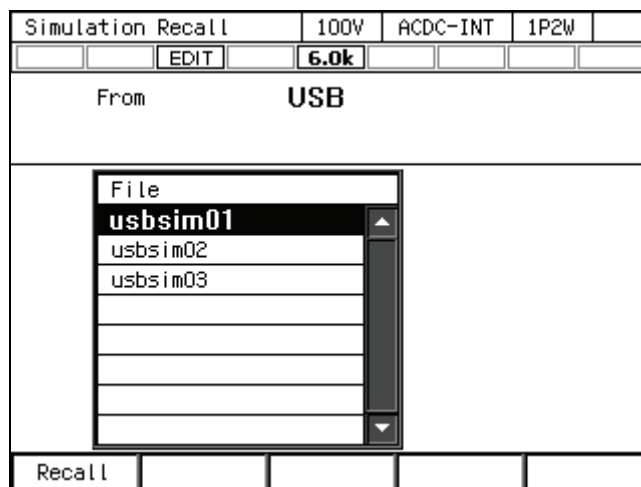 Simulation Recall 100V ACDC-INT 1P2W
EDIT 6.0k
From USB
File
usbsim01
usbsim02
usbsim03
Recall